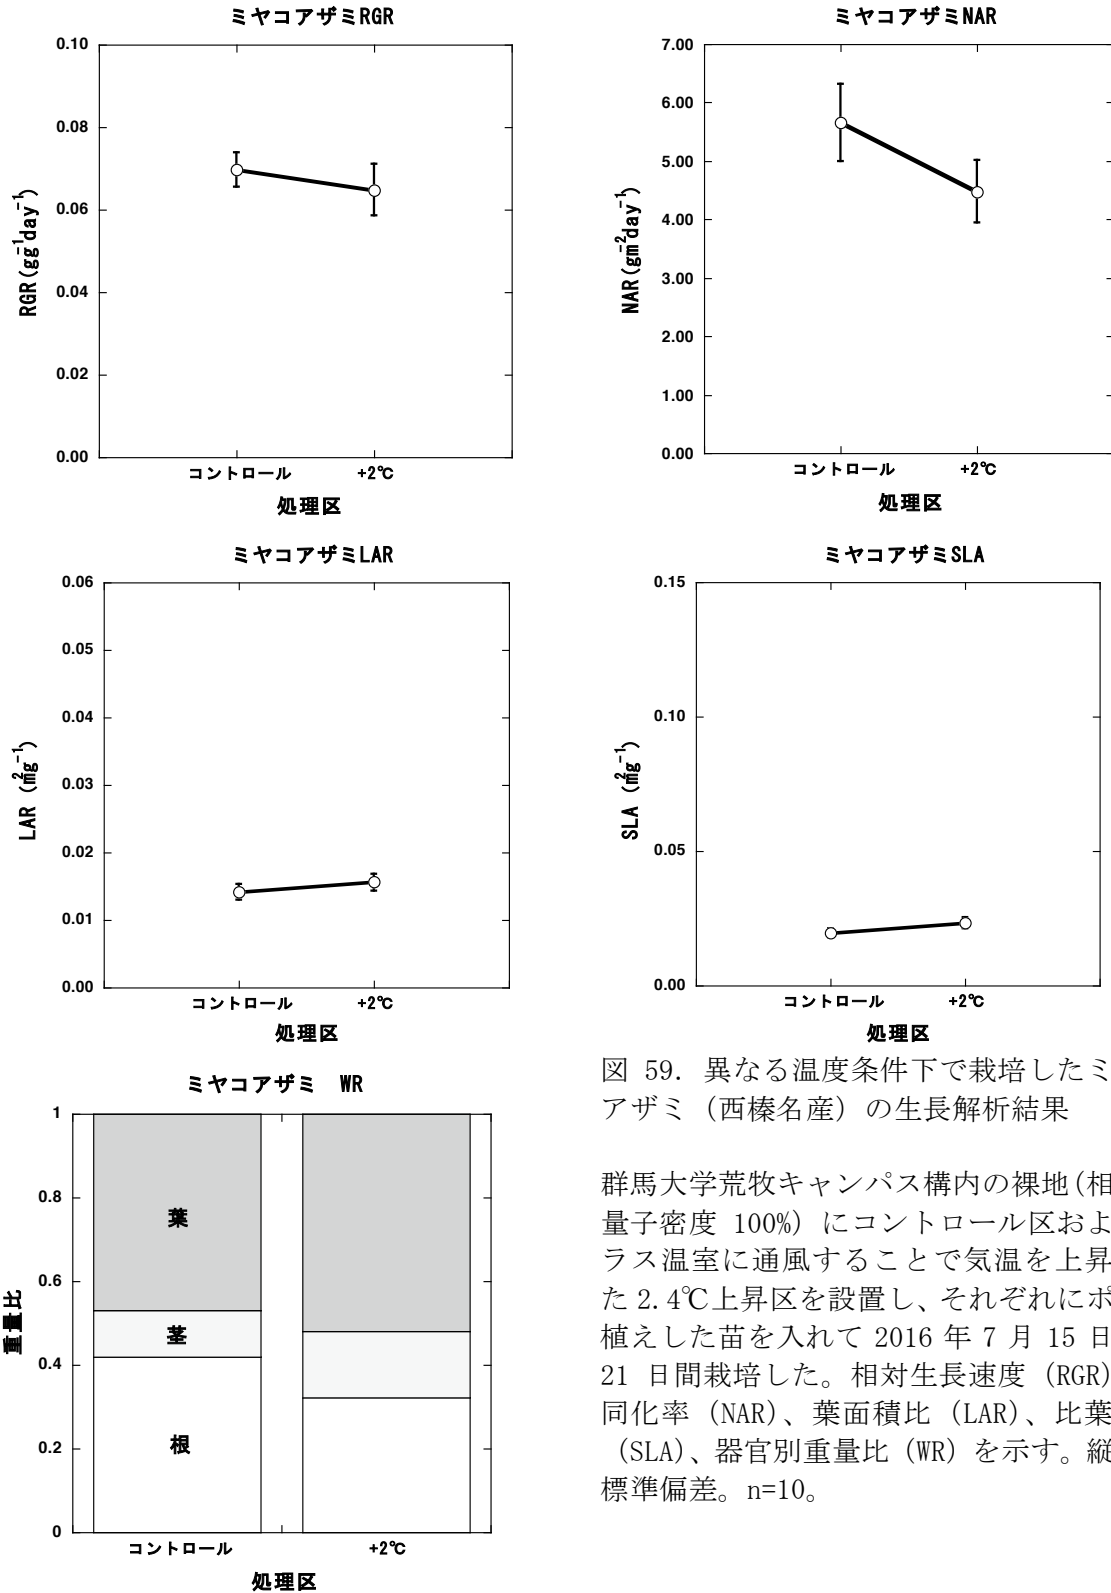 ミヤコアザミRGR
0.10
0.08
0.06
0.04
0.02
0.00
RGR(gg⁻¹day⁻¹)
コントロール
+2℃
処理区
ミヤコアザミNAR
7.00
6.00
5.00
4.00
3.00
2.00
1.00
0.00
NAR(gm⁻²day⁻¹)
コントロール
+2℃
処理区
ミヤコアザミLAR
0.06
0.05
0.04
0.03
0.02
0.01
0.00
LAR (m²g⁻¹)
コントロール
+2℃
処理区
ミヤコアザミSLA
0.15
0.10
0.05
0.00
SLA (m²g⁻¹)
コントロール
+2℃
処理区
ミヤコアザミ WR
1
0.8
0.6
0.4
0.2
0
重量比
葉
茎
根
コントロール
+2℃
処理区
図 59. 異なる温度条件下で栽培したミ
アザミ（西榛名産）の生長解析結果
群馬大学荒牧キャンパス構内の裸地(相
量子密度 100%) にコントロール区およ
ラス温室に通風することで気温を上昇
た 2.4℃上昇区を設置し、それぞれにポ
植えした苗を入れて 2016 年 7 月 15 日
21 日間栽培した。相対生長速度（RGR）
同化率（NAR）、葉面積比（LAR）、比葉
（SLA）、器官別重量比（WR）を示す。縦
標準偏差。n=10。